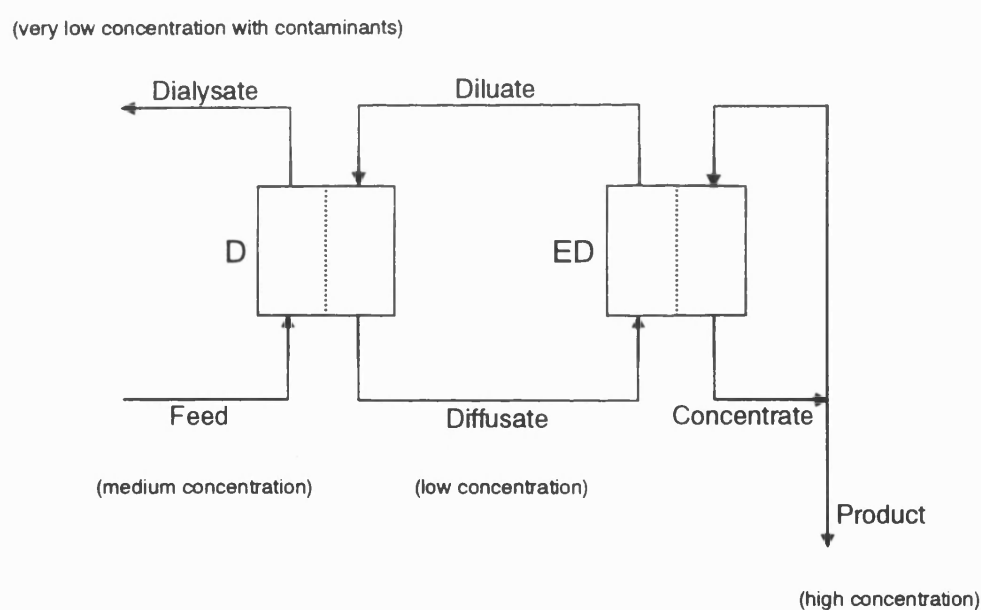 (very low concentration with contaminants)
Dialysate
Diluate
D
ED
Feed
Diffusate
Concentrate
(medium concentration)
(low concentration)
Product
(high concentration)